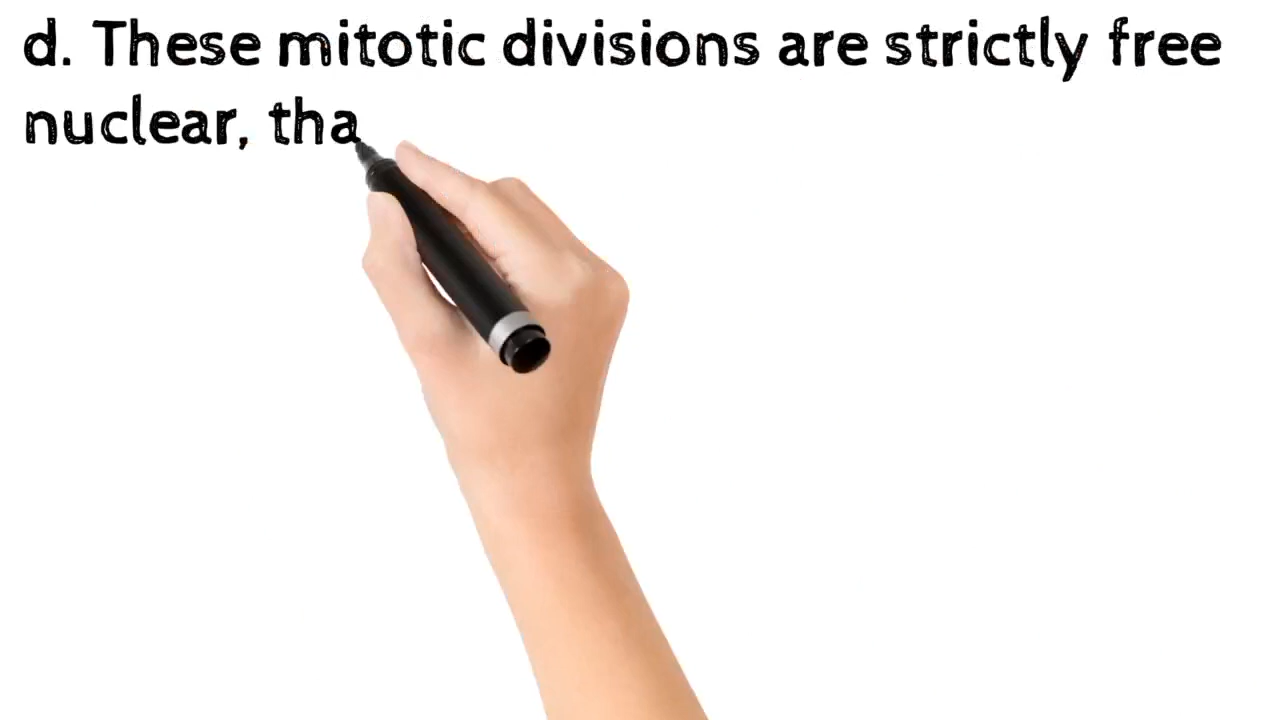 d. These mitotic divisions are strictly free
nuclear, tha